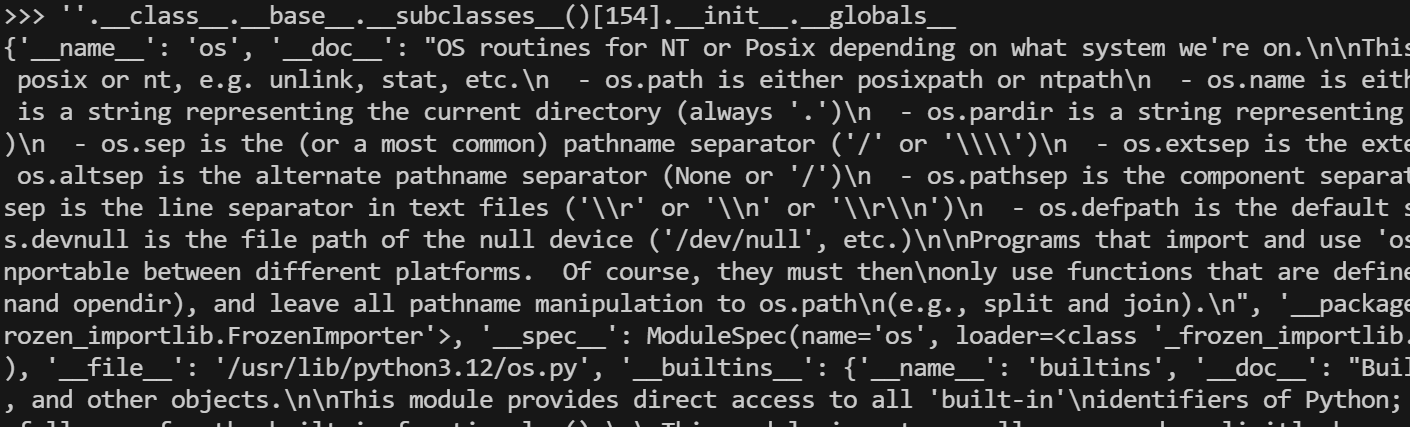 >>> ''.__class__.__base__.__subclasses__()[154].__init__.__globals__
{'__name__': 'os', '__doc__': "OS routines for NT or Posix depending on what system we're on.\n\nThis
 posix or nt, e.g. unlink, stat, etc.\n  - os.path is either posixpath or ntpath\n  - os.name is eith
 is a string representing the current directory (always '.')\n  - os.pardir is a string representing
)\n  - os.sep is the (or a most common) pathname separator ('/' or '\\\\')\n  - os.extsep is the exte
 os.altsep is the alternate pathname separator (None or '/')\n  - os.pathsep is the component separat
sep is the line separator in text files ('\\r' or '\\n' or '\\r\\n')\n  - os.defpath is the default s
s.devnull is the file path of the null device ('/dev/null', etc.)\n\nPrograms that import and use 'os
nportable between different platforms.  Of course, they must then\nonly use functions that are define
nand opendir), and leave all pathname manipulation to os.path\n(e.g., split and join).\n", '__package
rozen_importlib.FrozenImporter'>, '__spec__': ModuleSpec(name='os', loader=<class '_frozen_importlib.
), '__file__': '/usr/lib/python3.12/os.py', '__builtins__': {'__name__': 'builtins', '__doc__': "Buil
, and other objects.\n\nThis module provides direct access to all 'built-in'\nidentifiers of Python;